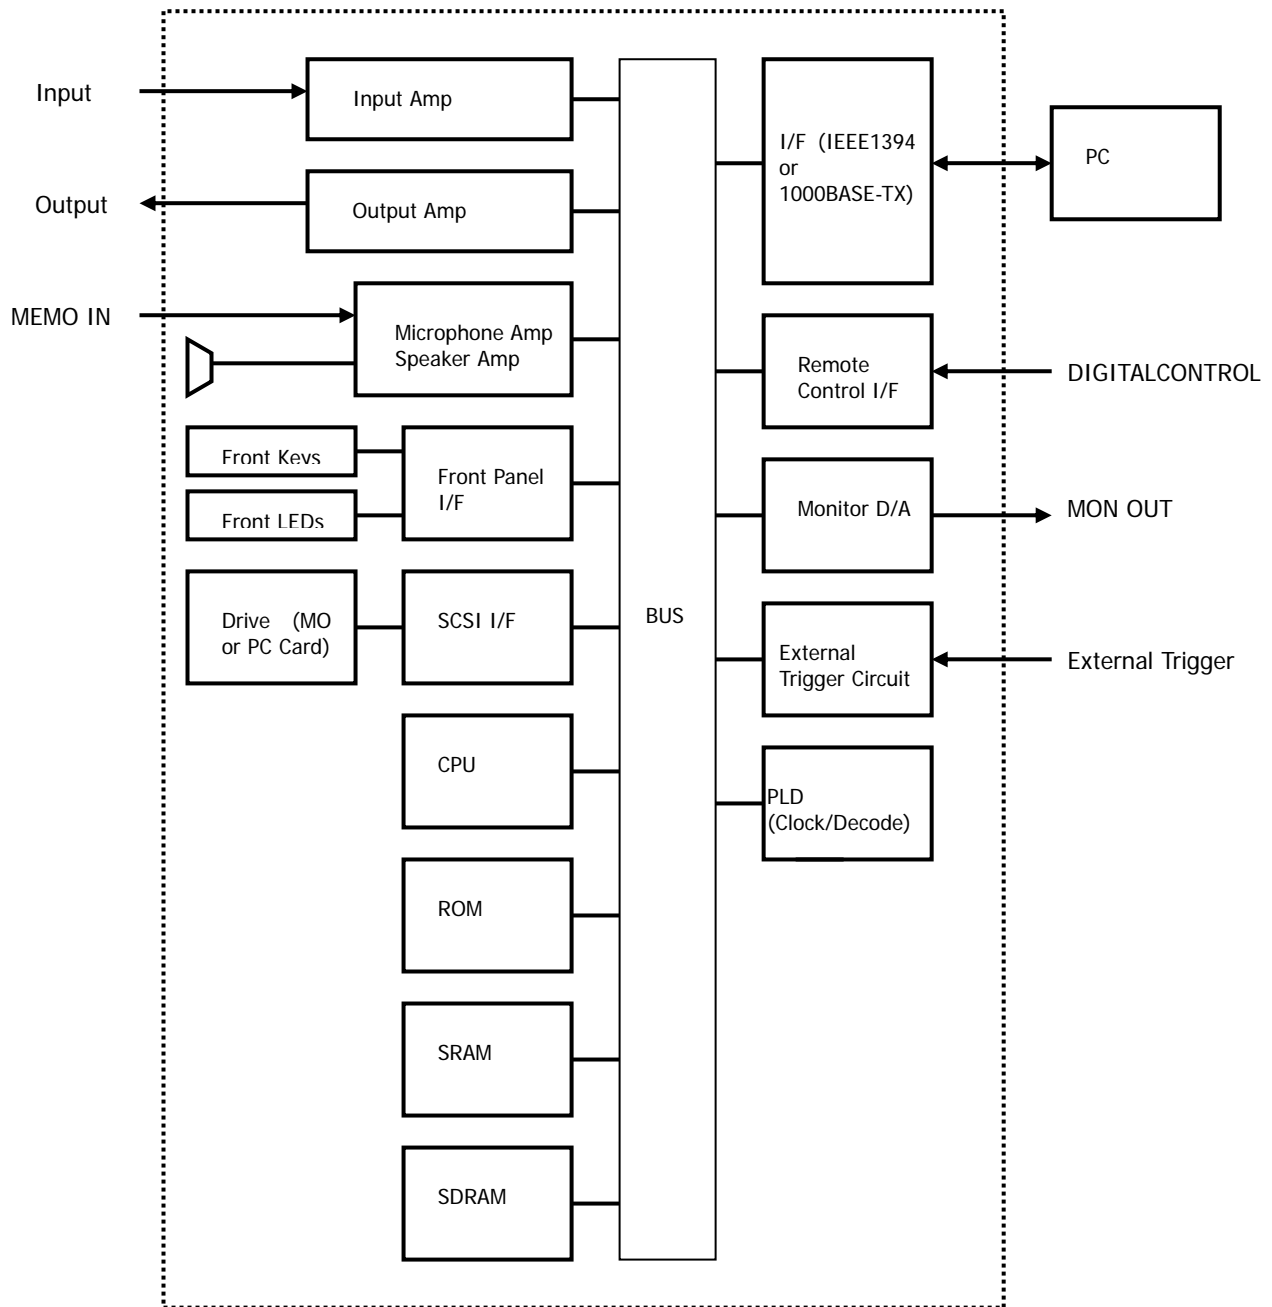 Input
Input Amp
Output
Output Amp
MEMO IN
Microphone Amp
Speaker Amp
Front Keys
Front LEDs
Front Panel
I/F
Drive (MO
or PC Card)
SCSI I/F
CPU
ROM
SRAM
SDRAM
BUS
I/F (IEEE1394
or
1000BASE-TX)
PC
Remote
Control I/F
DIGITALCONTROL
Monitor D/A
MON OUT
External
Trigger Circuit
External Trigger
PLD
(Clock/Decode)